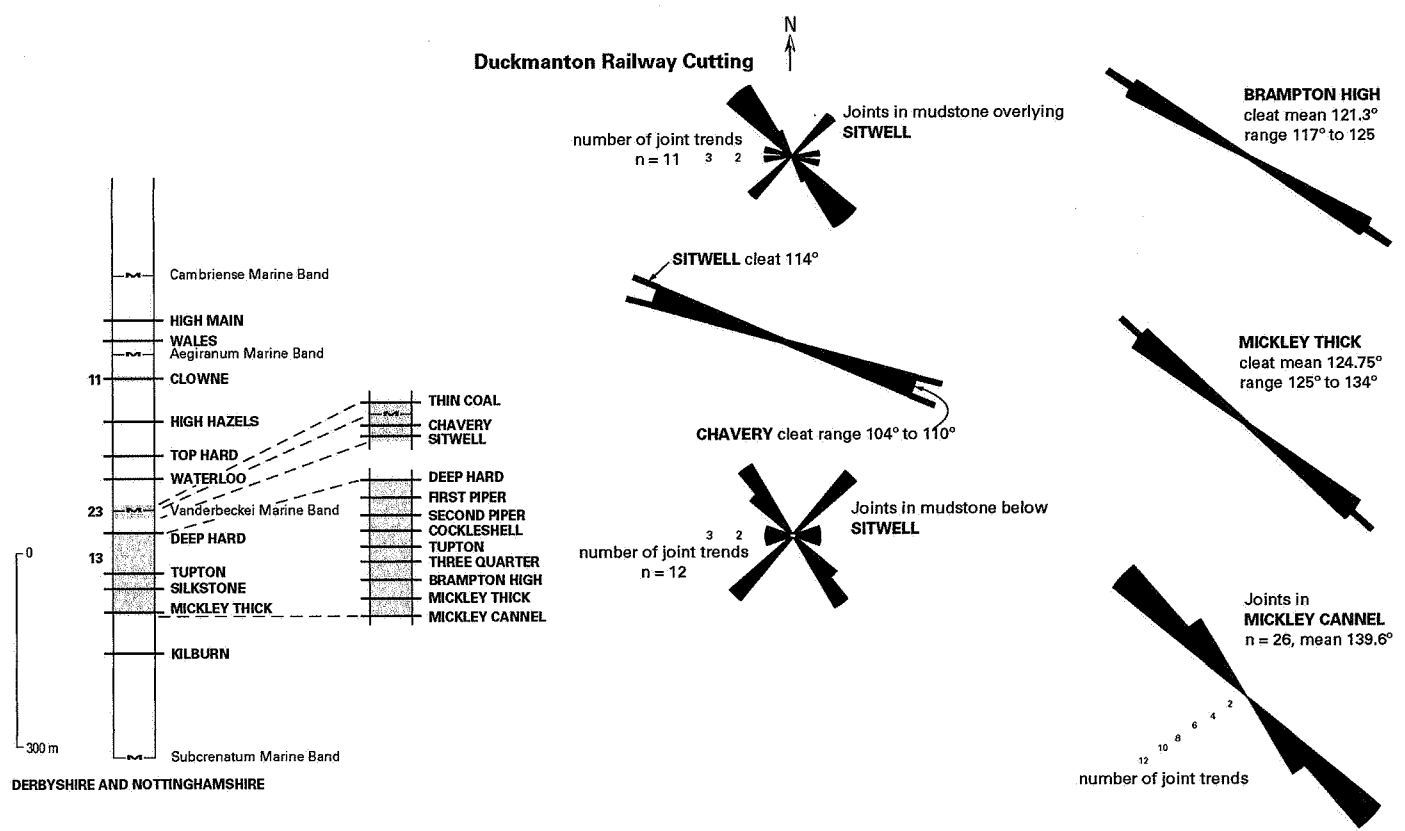 N
Duckmanton Railway Cutting
Joints in mudstone overlying
SITWELL
number of joint trends
n = 11 3 2
BRAMPTON HIGH
cleat mean 121.3°
range 117° to 125
SITWELL cleat 114°
CHAVERY cleat range 104° to 110°
MICKLEY THICK
cleat mean 124.75°
range 125° to 134°
Joints in mudstone below
SITWELL
3 2
number of joint trends
n = 12
Joints in
MICKLEY CANNEL
n = 26, mean 139.6°
2
4
6
8
10
12
number of joint trends
M
Cambriense Marine Band
HIGH MAIN
WALES
M
Aegiranum Marine Band
11
CLOWNE
HIGH HAZELS
TOP HARD
WATERLOO
23
M
Vanderbeckei Marine Band
DEEP HARD
13
TUPTON
SILKSTONE
MICKLEY THICK
KILBURN
M
Subcrenatum Marine Band
0
300 m
THIN COAL
M
CHAVERY
SITWELL
DEEP HARD
FIRST PIPER
SECOND PIPER
COCKLESHELL
TUPTON
THREE QUARTER
BRAMPTON HIGH
MICKLEY THICK
MICKLEY CANNEL
DERBYSHIRE AND NOTTINGHAMSHIRE